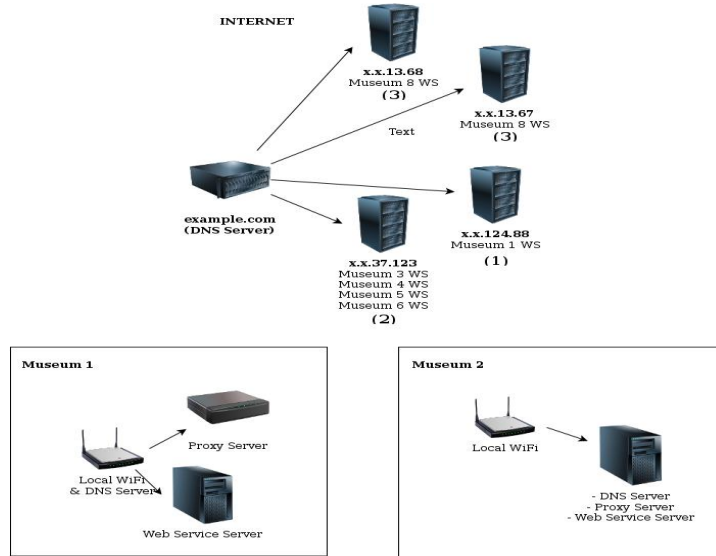 INTERNET
x.x.13.68
Museum 8 WS
(3)
x.x.13.67
Museum 8 WS
(3)
Text
example.com
(DNS Server)
x.x.124.88
Museum 1 WS
(1)
x.x.37.123
Museum 3 WS
Museum 4 WS
Museum 5 WS
Museum 6 WS
(2)
Museum 1
Proxy Server
Local WiFi
& DNS Server
Web Service Server
Museum 2
Local WiFi
- DNS Server
- Proxy Server
- Web Service Server